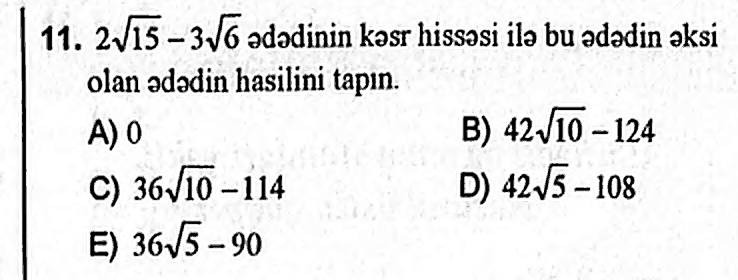 11. 2√15 − 3√6 ədədinin kəsr hissəsi ilə bu ədədin əksi
olan ədədin hasilini tapın.
A) 0 B) 42√10 − 124
C) 36√10 − 114 D) 42√5 − 108
E) 36√5 − 90